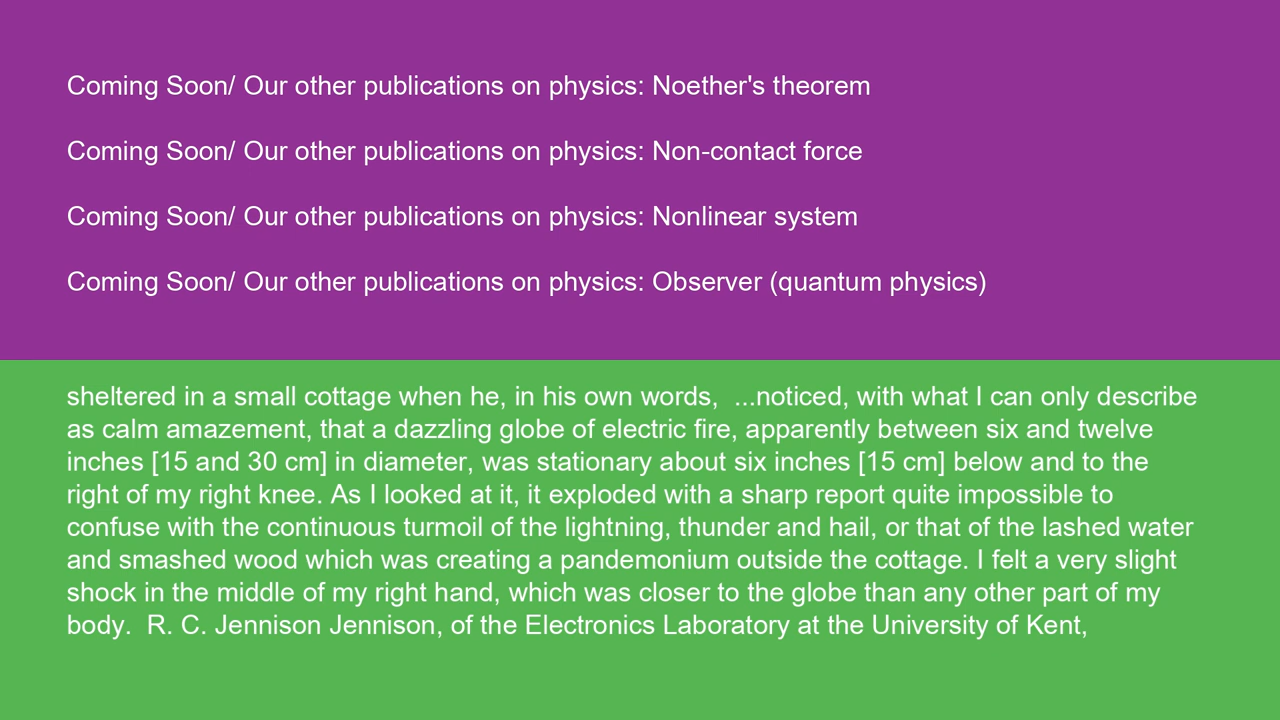 Coming Soon/ Our other publications on physics: Noether's theorem
Coming Soon/ Our other publications on physics: Non-contact force
Coming Soon/ Our other publications on physics: Nonlinear system
Coming Soon/ Our other publications on physics: Observer (quantum physics)
sheltered in a small cottage when he, in his own words,  ...noticed, with what I can only describe
as calm amazement, that a dazzling globe of electric fire, apparently between six and twelve
inches [15 and 30 cm] in diameter, was stationary about six inches [15 cm] below and to the
right of my right knee. As I looked at it, it exploded with a sharp report quite impossible to
confuse with the continuous turmoil of the lightning, thunder and hail, or that of the lashed water
and smashed wood which was creating a pandemonium outside the cottage. I felt a very slight
shock in the middle of my right hand, which was closer to the globe than any other part of my
body.  R. C. Jennison Jennison, of the Electronics Laboratory at the University of Kent,